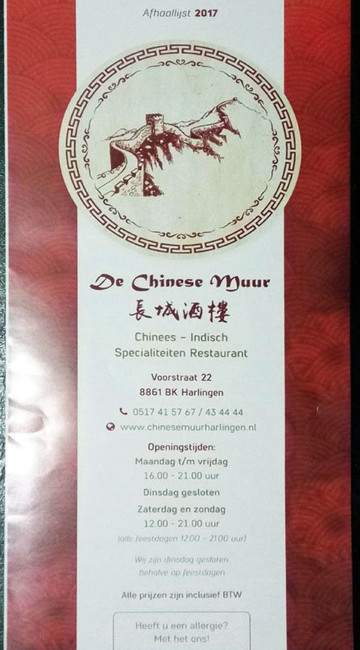 Afhaallijst 2017
De Chinese Muur
長城酒樓
Chinees - Indisch
Specialiteiten Restaurant
Voorstraat 22
8861 BK Harlingen
0517 41 57 67 / 43 44 44
www.chinesemuurharlingen.nl
Openingstijden:
Maandag t/m vrijdag
16.00 - 21.00 uur
Dinsdag gesloten
Zaterdag en zondag
12.00 - 21.00 uur
(alle feestdagen 12.00 - 21.00 uur)
Wij zijn dinsdag gesloten
behalve op feestdagen
Alle prijzen zijn inclusief BTW
Heeft u een allergie?
Met het ons!